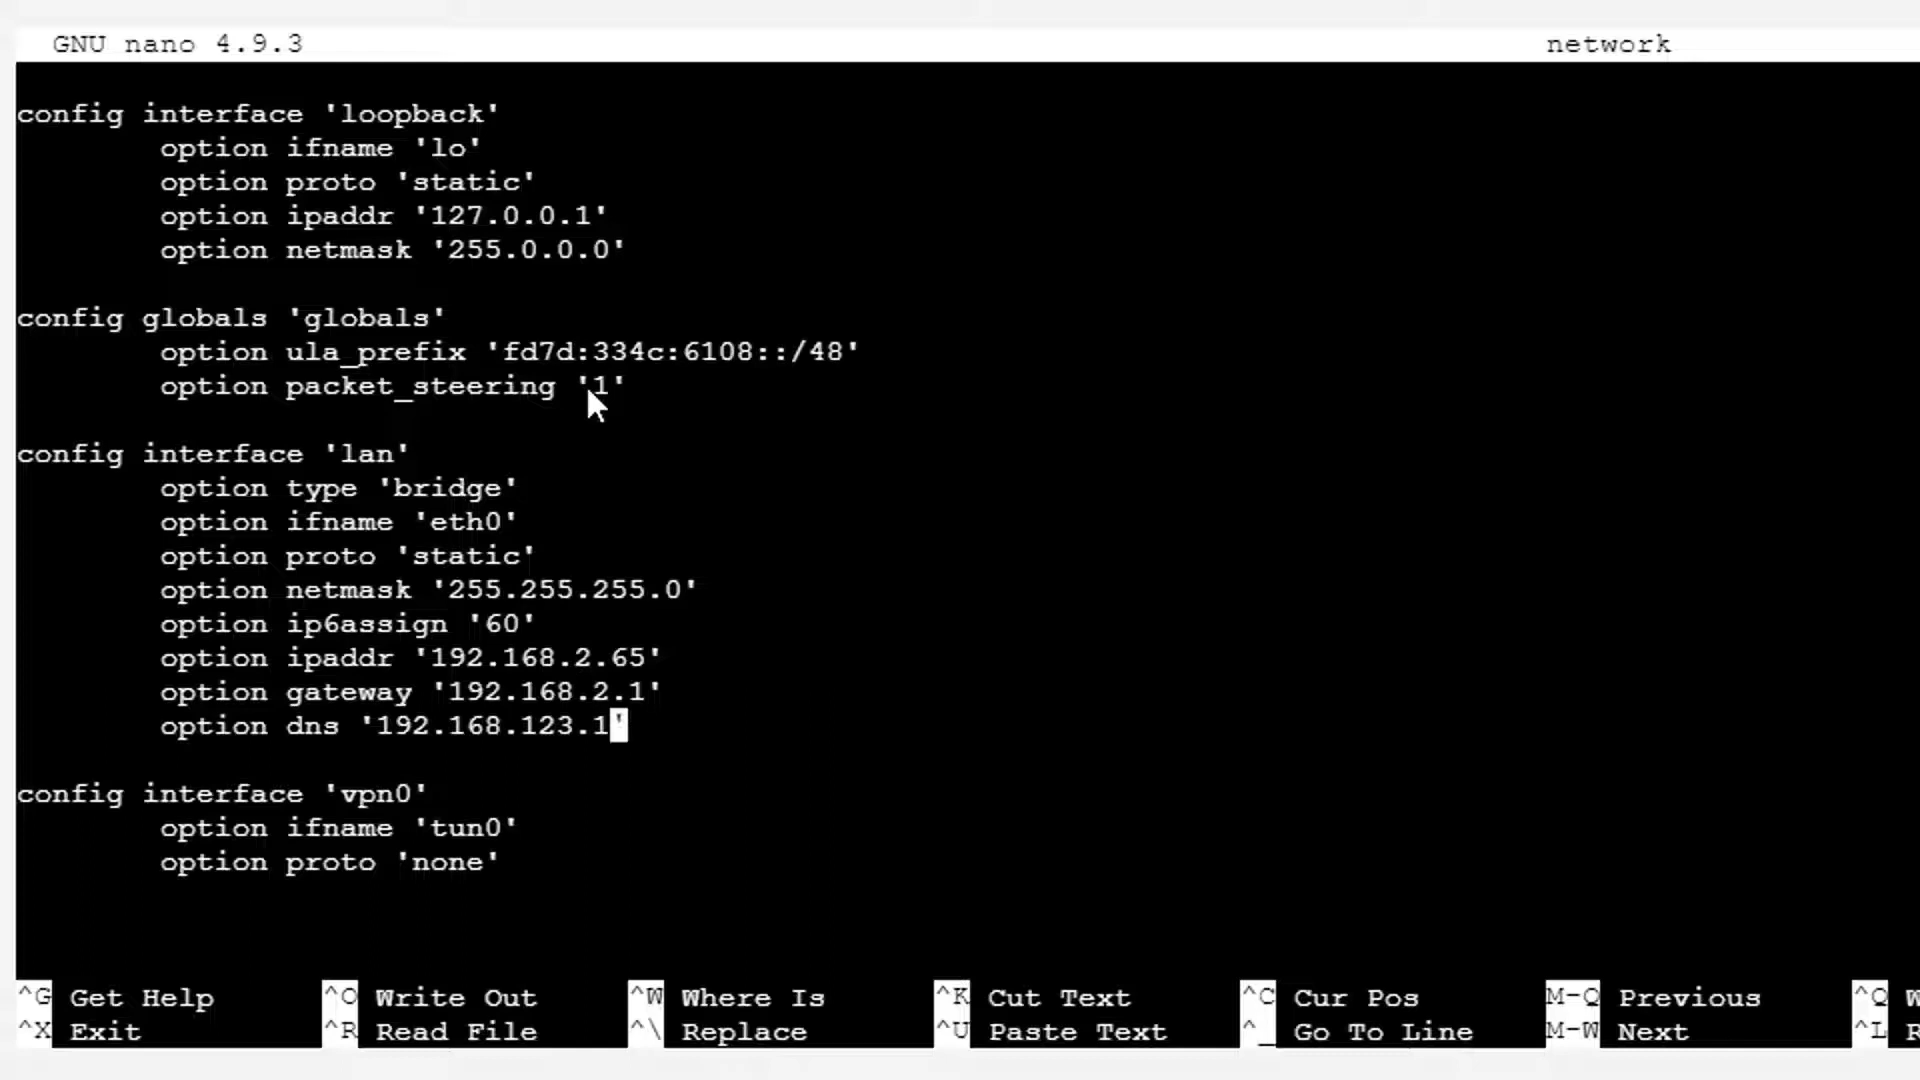 GNU nano 4.9.3 network
config interface 'loopback'
option ifname 'lo'
option proto 'static'
option ipaddr '127.0.0.1'
option netmask '255.0.0.0'
config globals 'globals'
option ula_prefix 'fd7d:334c:6108::/48'
option packet_steering '1'
config interface 'lan'
option type 'bridge'
option ifname 'eth0'
option proto 'static'
option netmask '255.255.255.0'
option ip6assign '60'
option ipaddr '192.168.2.65'
option gateway '192.168.2.1'
option dns '192.168.123.1'
config interface 'vpn0'
option ifname 'tun0'
option proto 'none'
^G Get Help ^O Write Out ^W Where Is ^K Cut Text ^C Cur Pos M-Q Previous ^Q
^X Exit ^R Read File ^\ Replace ^U Paste Text ^_ Go To Line M-W Next ^L